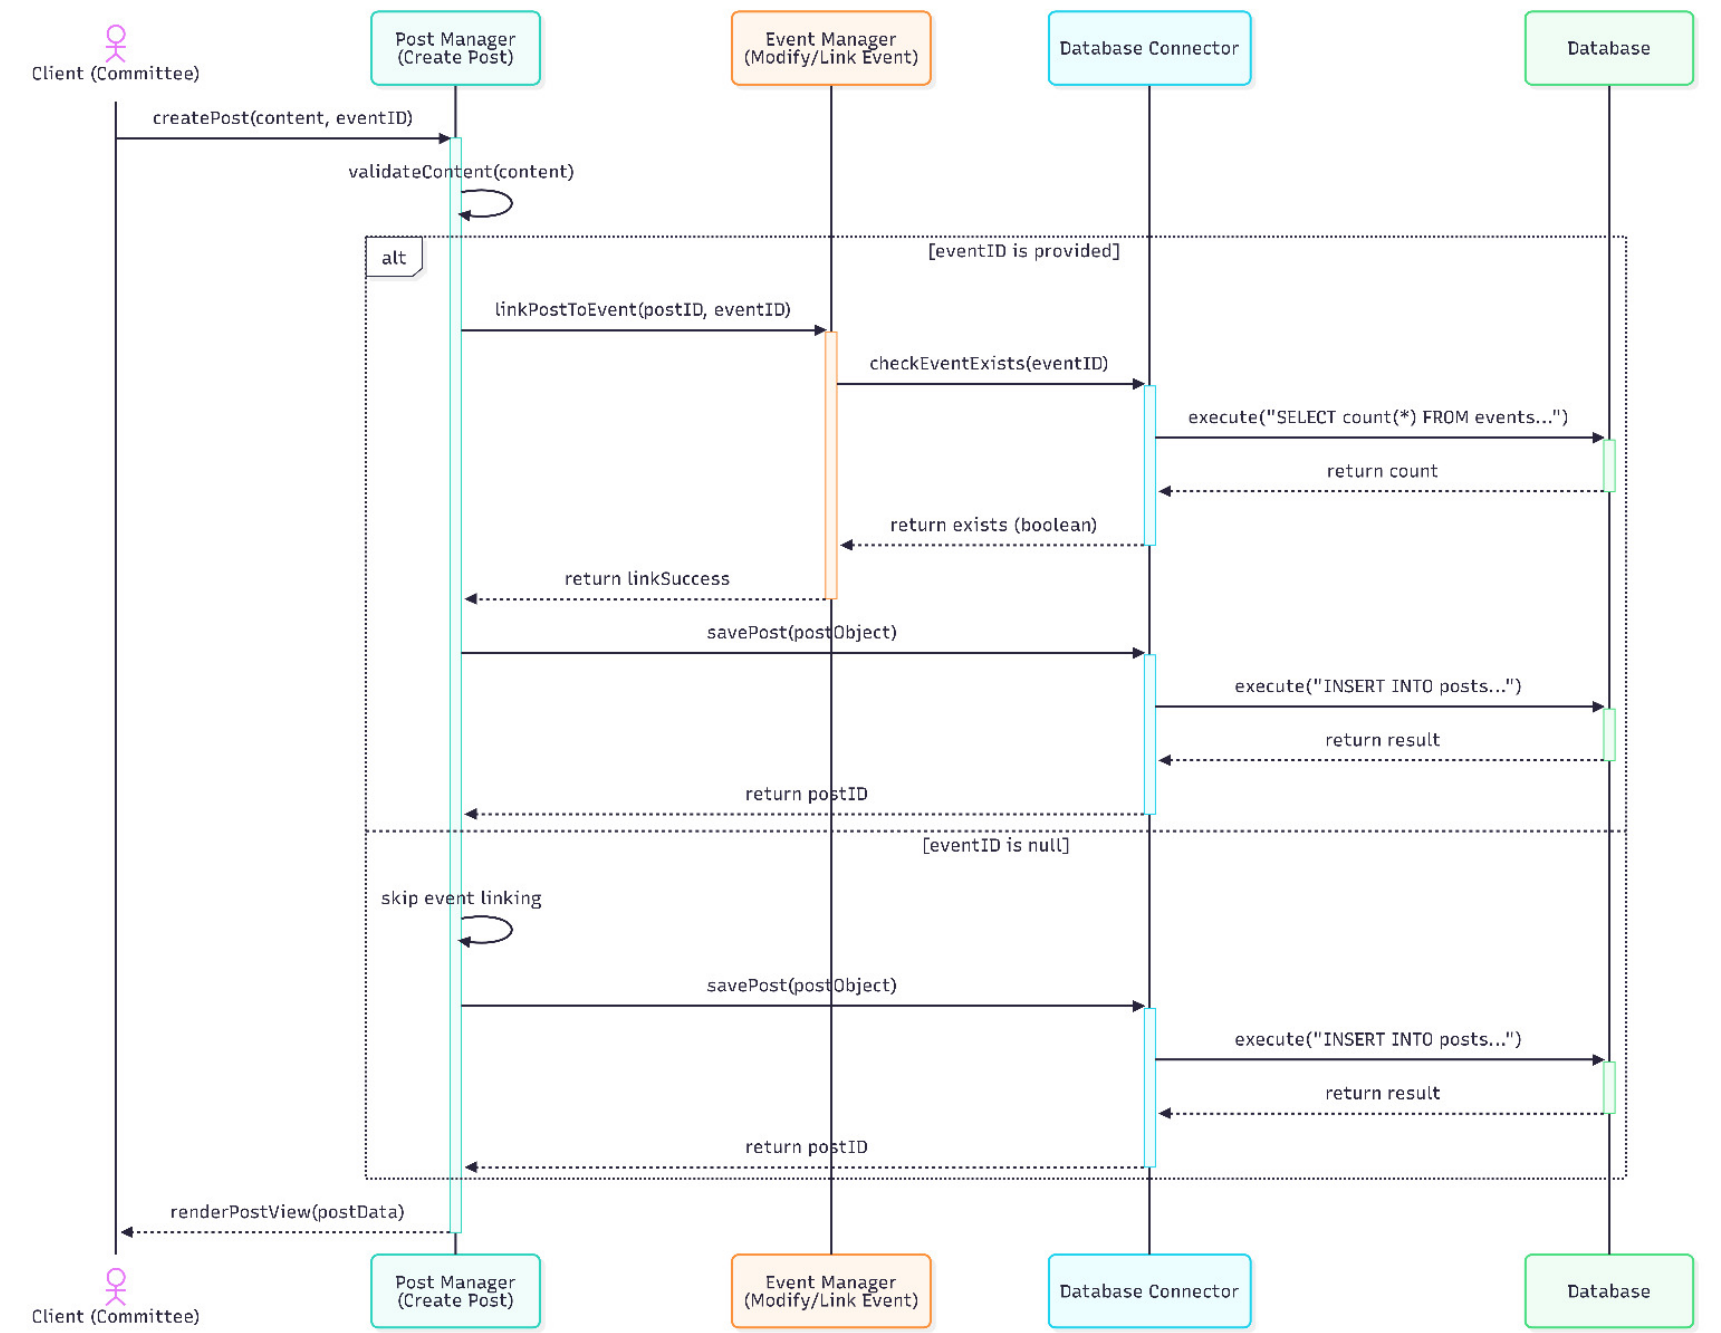 Client (Committee)
Post Manager
(Create Post)
Event Manager
(Modify/Link Event)
Database Connector
Database
createPost(content, eventID)
validateContent(content)
alt
[eventID is provided]
linkPostToEvent(postID, eventID)
checkEventExists(eventID)
execute("SELECT count(*) FROM events...")
return count
return exists (boolean)
return linkSuccess
savePost(postObject)
execute("INSERT INTO posts...")
return result
return postID
[eventID is null]
skip event linking
savePost(postObject)
execute("INSERT INTO posts...")
return result
return postID
renderPostView(postData)
Client (Committee)
Post Manager
(Create Post)
Event Manager
(Modify/Link Event)
Database Connector
Database